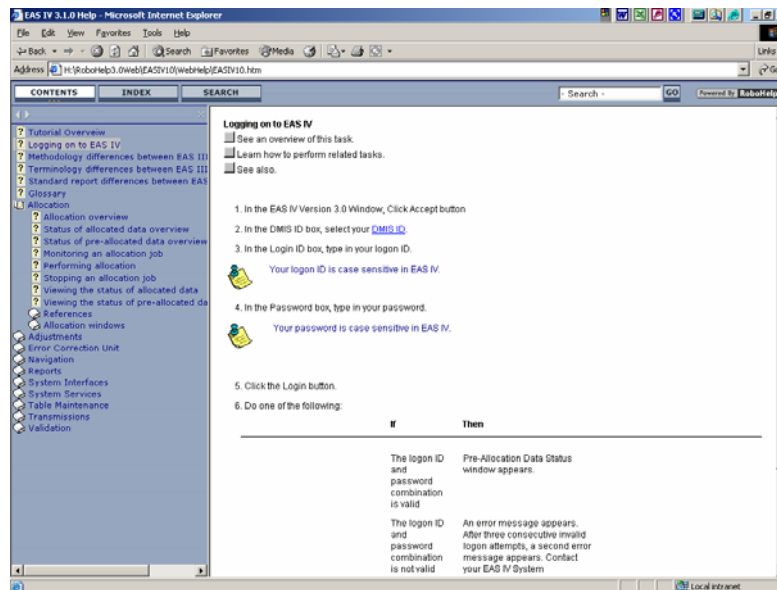 EAS IV 3.1.0 Help - Microsoft Internet Explorer
File Edit View Favorites Tools Help
Back Search Favorites Media
Links
Address H:\RoboHelp3.0Web\EASIV10\WebHelp\EASIV10.htm
Go
CONTENTS INDEX SEARCH - Search - GO Powered By RoboHelp
Tutorial Overveiw
Logging on to EAS IV
Methodology differences between EAS III
Terminology differences between EAS III
Standard report differences between EAS
Glossary
Allocation
Allocation overview
Status of allocated data overview
Status of pre-allocated data overview
Monitoring an allocation job
Performing allocation
Stopping an allocation job
Viewing the status of allocated data
Viewing the status of pre-allocated da
References
Allocation windows
Adjustments
Error Correction Unit
Navigation
Reports
System Interfaces
System Services
Table Maintenance
Transmissions
Validation
Logging on to EAS IV
See an overview of this task.
Learn how to perform related tasks.
See also.
1. In the EAS IV Version 3.0 Window, Click Accept button
2. In the DMIS ID box, select your DMIS ID.
3. In the Login ID box, type in your logon ID.
Your logon ID is case sensitive in EAS IV.
4. In the Password box, type in your password.
Your password is case sensitive in EAS IV.
5. Click the Login button.
6. Do one of the following:
If Then
The logon ID Pre-Allocation Data Status
and window appears.
password
combination
is valid
The logon ID An error message appears.
and After three consecutive invalid
password logon attempts, a second error
combination message appears. Contact
is not valid your EAS IV System
Local intranet